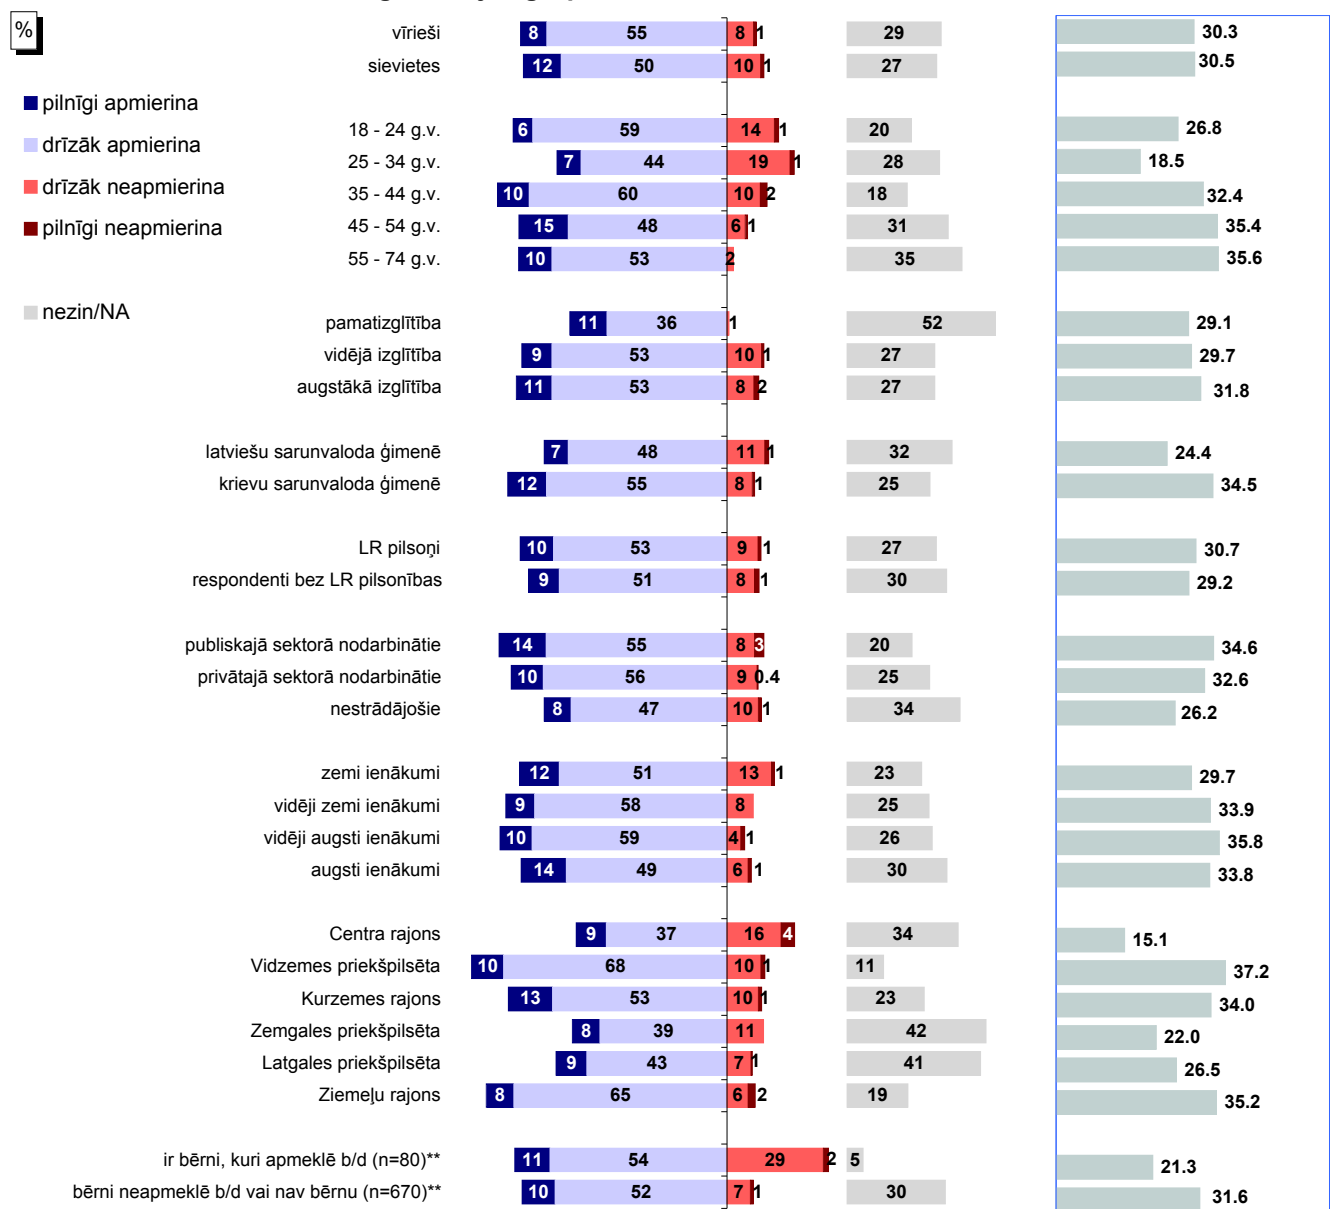 %
pilnīgi apmierina
drīzāk apmierina
drīzāk neapmierina
pilnīgi neapmierina
nezin/NA
vīrieši 8 55 8 1 29 30.3
sievietes 12 50 10 1 27 30.5
18 - 24 g.v. 6 59 14 1 20 26.8
25 - 34 g.v. 7 44 19 1 28 18.5
35 - 44 g.v. 10 60 10 2 18 32.4
45 - 54 g.v. 15 48 6 1 31 35.4
55 - 74 g.v. 10 53 2 35 35.6
pamatizglītība 11 36 1 52 29.1
vidējā izglītība 9 53 10 1 27 29.7
augstākā izglītība 11 53 8 2 27 31.8
latviešu sarunvaloda ģimenē 7 48 11 1 32 24.4
krievu sarunvaloda ģimenē 12 55 8 1 25 34.5
LR pilsoņi 10 53 9 1 27 30.7
respondenti bez LR pilsonības 9 51 8 1 30 29.2
publiskajā sektorā nodarbinātie 14 55 8 3 20 34.6
privātajā sektorā nodarbinātie 10 56 9 0.4 25 32.6
nestrādājošie 8 47 10 1 34 26.2
zemi ienākumi 12 51 13 1 23 29.7
vidēji zemi ienākumi 9 58 8 25 33.9
vidēji augsti ienākumi 10 59 4 1 26 35.8
augsti ienākumi 14 49 6 1 30 33.8
Centra rajons 9 37 16 4 34 15.1
Vidzemes priekšpilsēta 10 68 10 1 11 37.2
Kurzemes rajons 13 53 10 1 23 34.0
Zemgales priekšpilsēta 8 39 11 42 22.0
Latgales priekšpilsēta 9 43 7 1 41 26.5
Ziemeļu rajons 8 65 6 2 19 35.2
ir bērni, kuri apmeklē b/d (n=80)** 11 54 29 2 5 21.3
bērni neapmeklē b/d vai nav bērnu (n=670)** 10 52 7 1 30 31.6